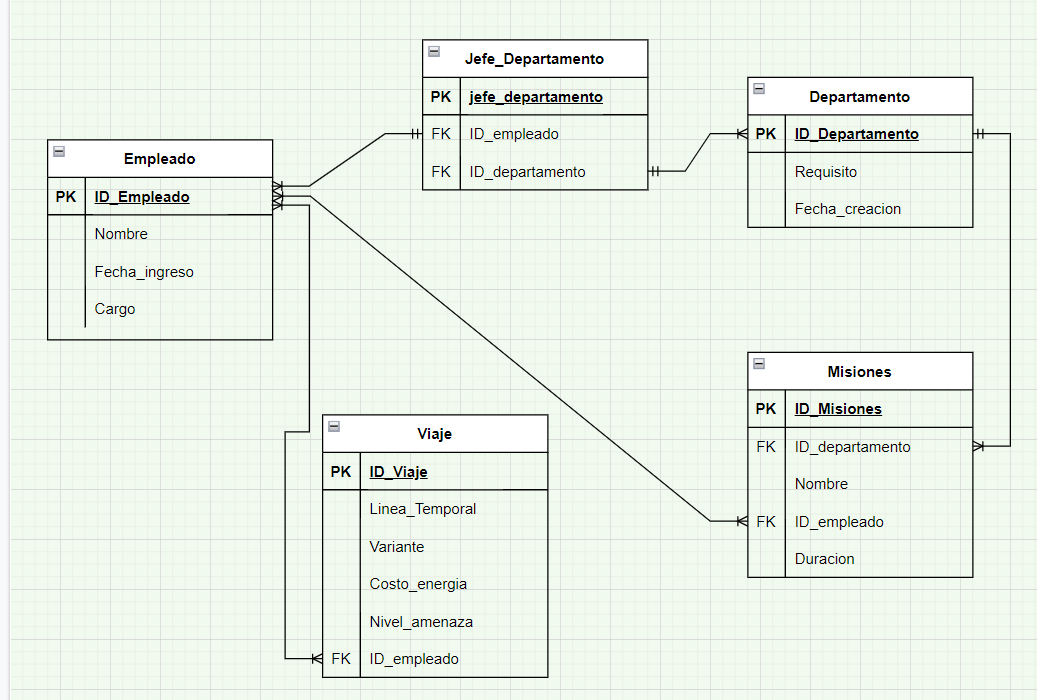 Jefe_Departamento
PK jefe_departamento
FK ID_empleado
FK ID_departamento
Departamento
PK ID_Departamento
Requisito
Fecha_creacion
Empleado
PK ID_Empleado
Nombre
Fecha_ingreso
Cargo
Misiones
PK ID_Misiones
FK ID_departamento
Nombre
FK ID_empleado
Duracion
Viaje
PK ID_Viaje
Linea_Temporal
Variante
Costo_energia
Nivel_amenaza
FK ID_empleado